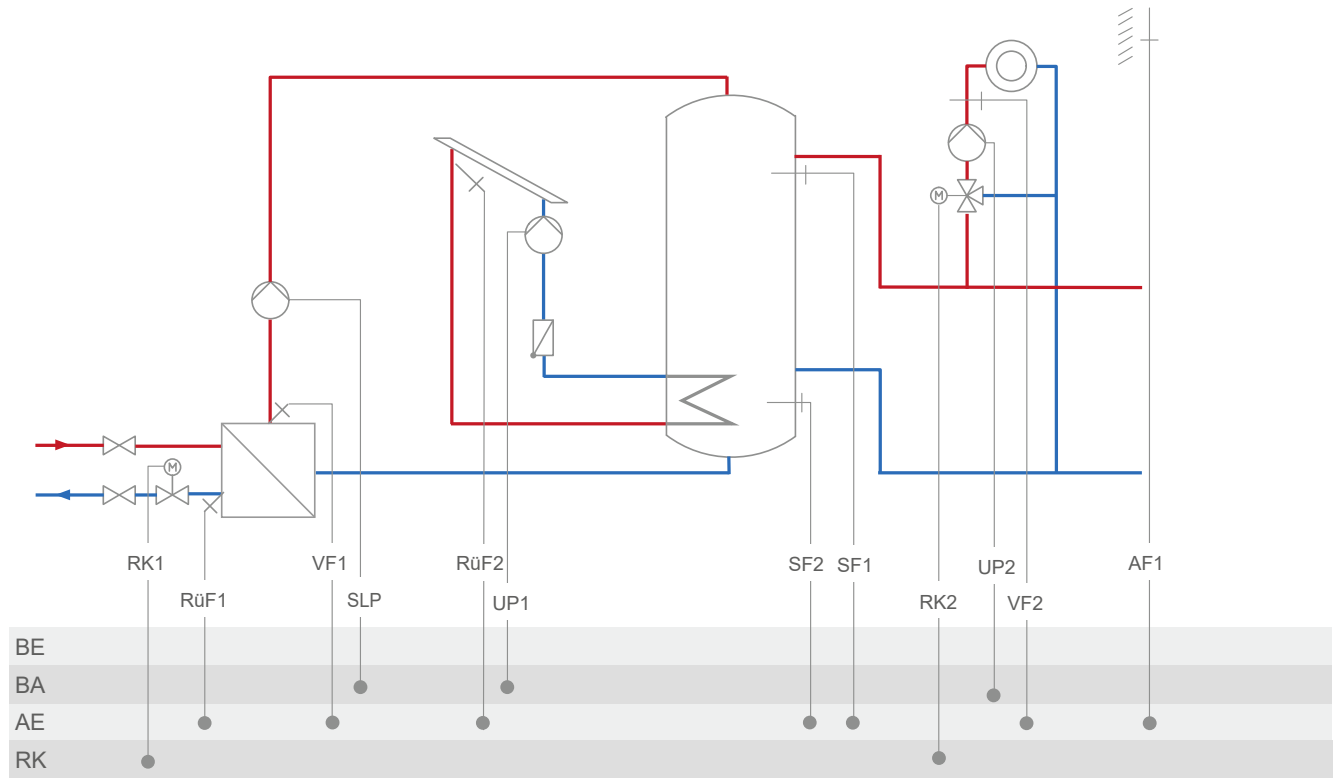 M
M
RK1
VF1
RüF2
SF2
SF1
UP2
AF1
RüF1
SLP
UP1
RK2
VF2
BE
BA
AE
RK